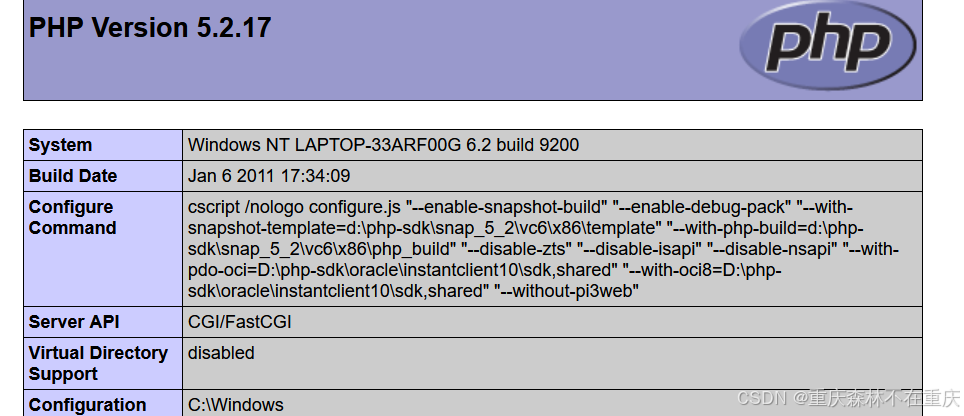 PHP Version 5.2.17
php
System
Windows NT LAPTOP-33ARF00G 6.2 build 9200
Build Date
Jan 6 2011 17:34:09
Configure
Command
cscript /nologo configure.js "--enable-snapshot-build" "--enable-debug-pack" "--with-
snapshot-template=d:\php-sdk\snap_5_2\vc6\x86\template" "--with-php-build=d:\php-
sdk\snap_5_2\vc6\x86\php_build" "--disable-zts" "--disable-isapi" "--disable-nsapi" "--with-
pdo-oci=D:\php-sdk\oracle\instantclient10\sdk,shared" "--with-oci8=D:\php-
sdk\oracle\instantclient10\sdk,shared" "--without-pi3web"
Server API
CGI/FastCGI
Virtual Directory
Support
disabled
Configuration
C:\Windows
CSDN @重庆森林不在重庆